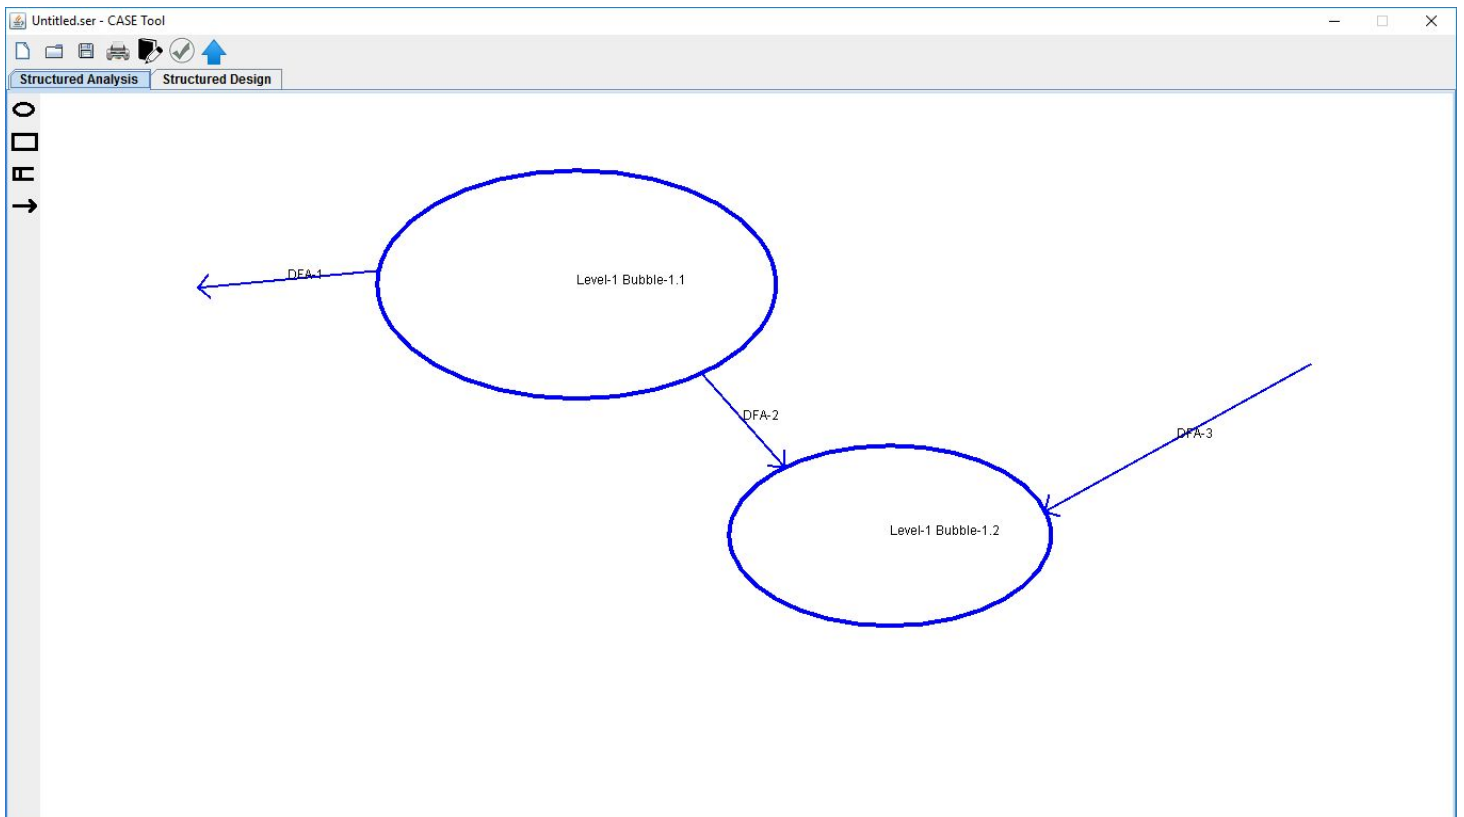 Untitled.ser - CASE Tool
Structured Analysis
Structured Design
DFA-1
Level-1 Bubble-1.1
DFA-2
DFA-3
Level-1 Bubble-1.2